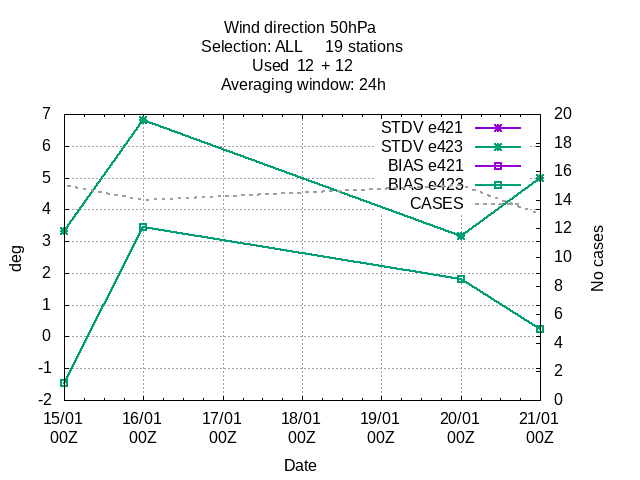 Wind direction 50hPa
Selection: ALL 19 stations
Used 12 + 12
Averaging window: 24h
7 20
6 18
5 16
4 14
3 12
2 10
1 8
0 6
-1 4
-2 2
0
deg
No cases
STDV e421
STDV e423
BIAS e421
BIAS e423
CASES
15/01 16/01 17/01 18/01 19/01 20/01 21/01
00Z 00Z 00Z 00Z 00Z 00Z 00Z
Date